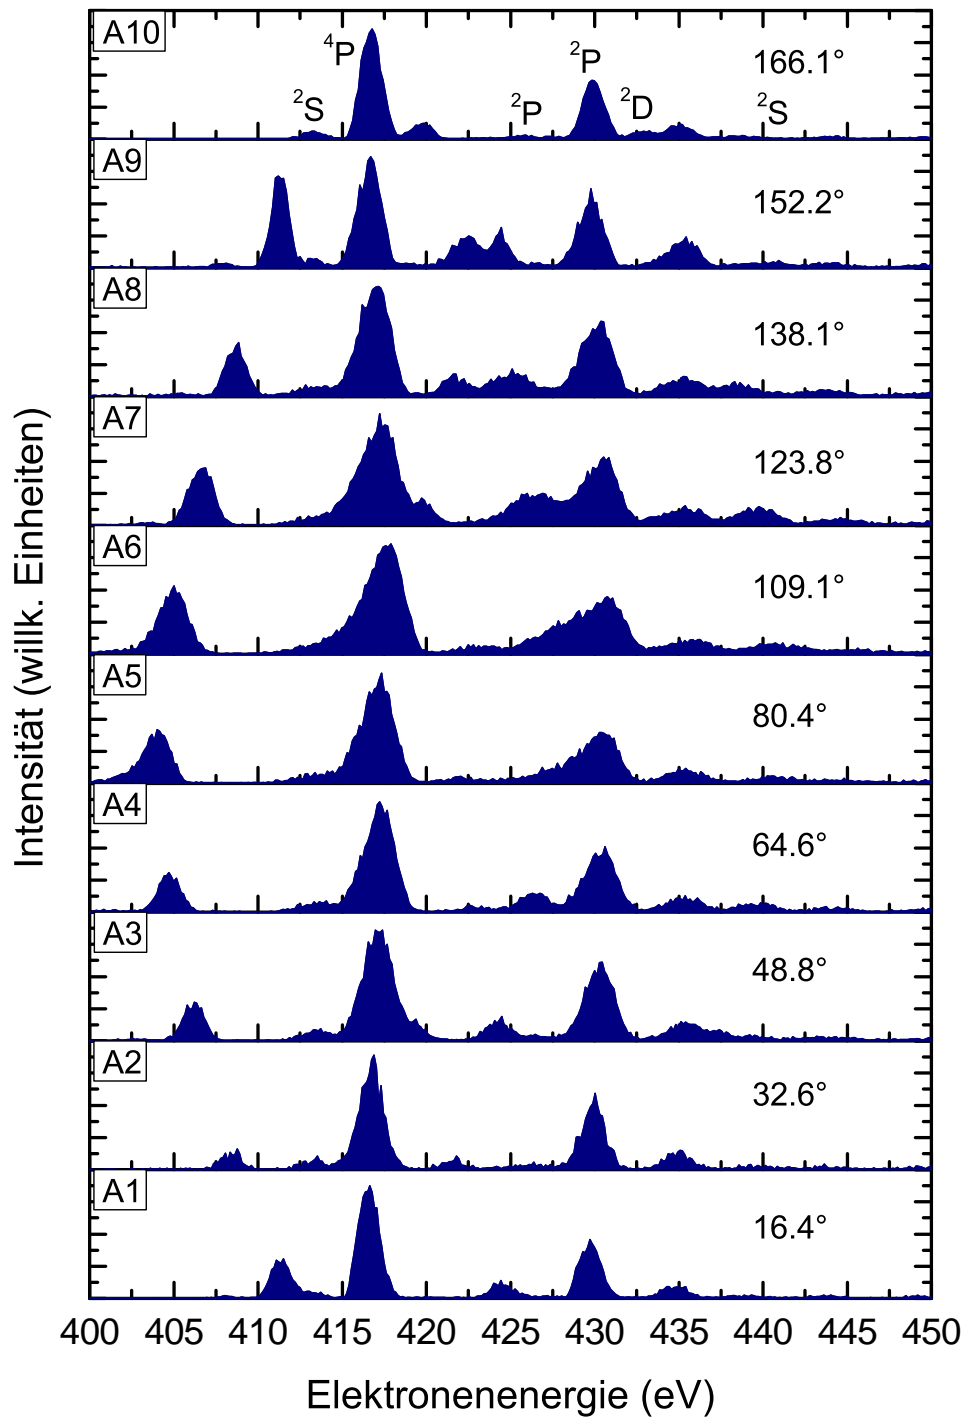 A10
⁴P
²S
²P
²P
²D
²S
166.1°
A9
152.2°
A8
138.1°
A7
123.8°
A6
109.1°
A5
80.4°
A4
64.6°
A3
48.8°
A2
32.6°
A1
16.4°
Intensität (willk. Einheiten)
400 405 410 415 420 425 430 435 440 445 450
Elektronenenergie (eV)